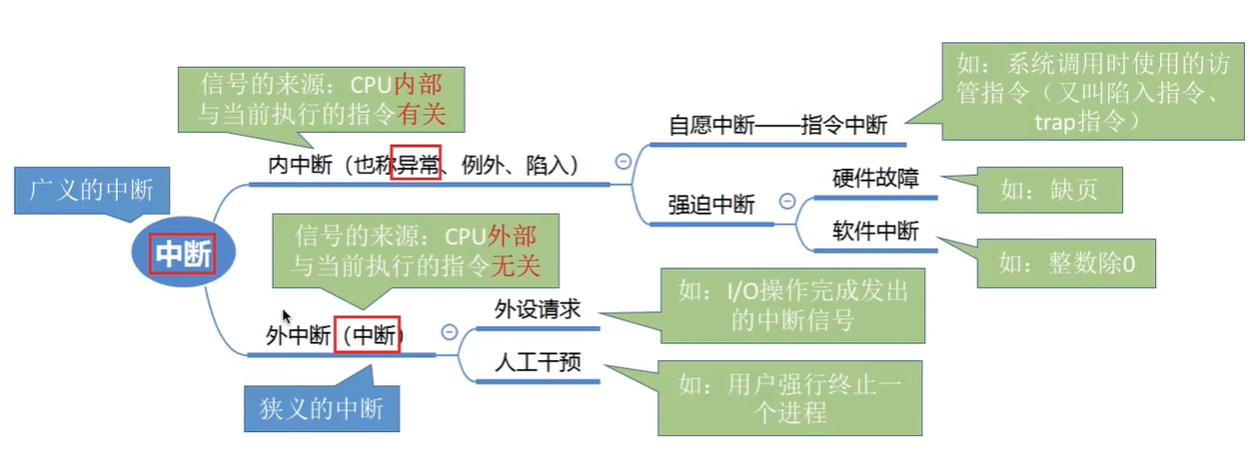 信号的来源：CPU内部
与当前执行的指令有关
如：系统调用时使用的访
管指令（又叫陷入指令、
trap指令）
自愿中断——指令中断
内中断（也称异常、例外、陷入）
广义的中断
强迫中断
硬件故障
如：缺页
软件中断
如：整数除0
中断
信号的来源：CPU外部
与当前执行的指令无关
外中断（中断）
狭义的中断
外设请求
如：I/O操作完成发出
的中断信号
人工干预
如：用户强行终止一
个进程